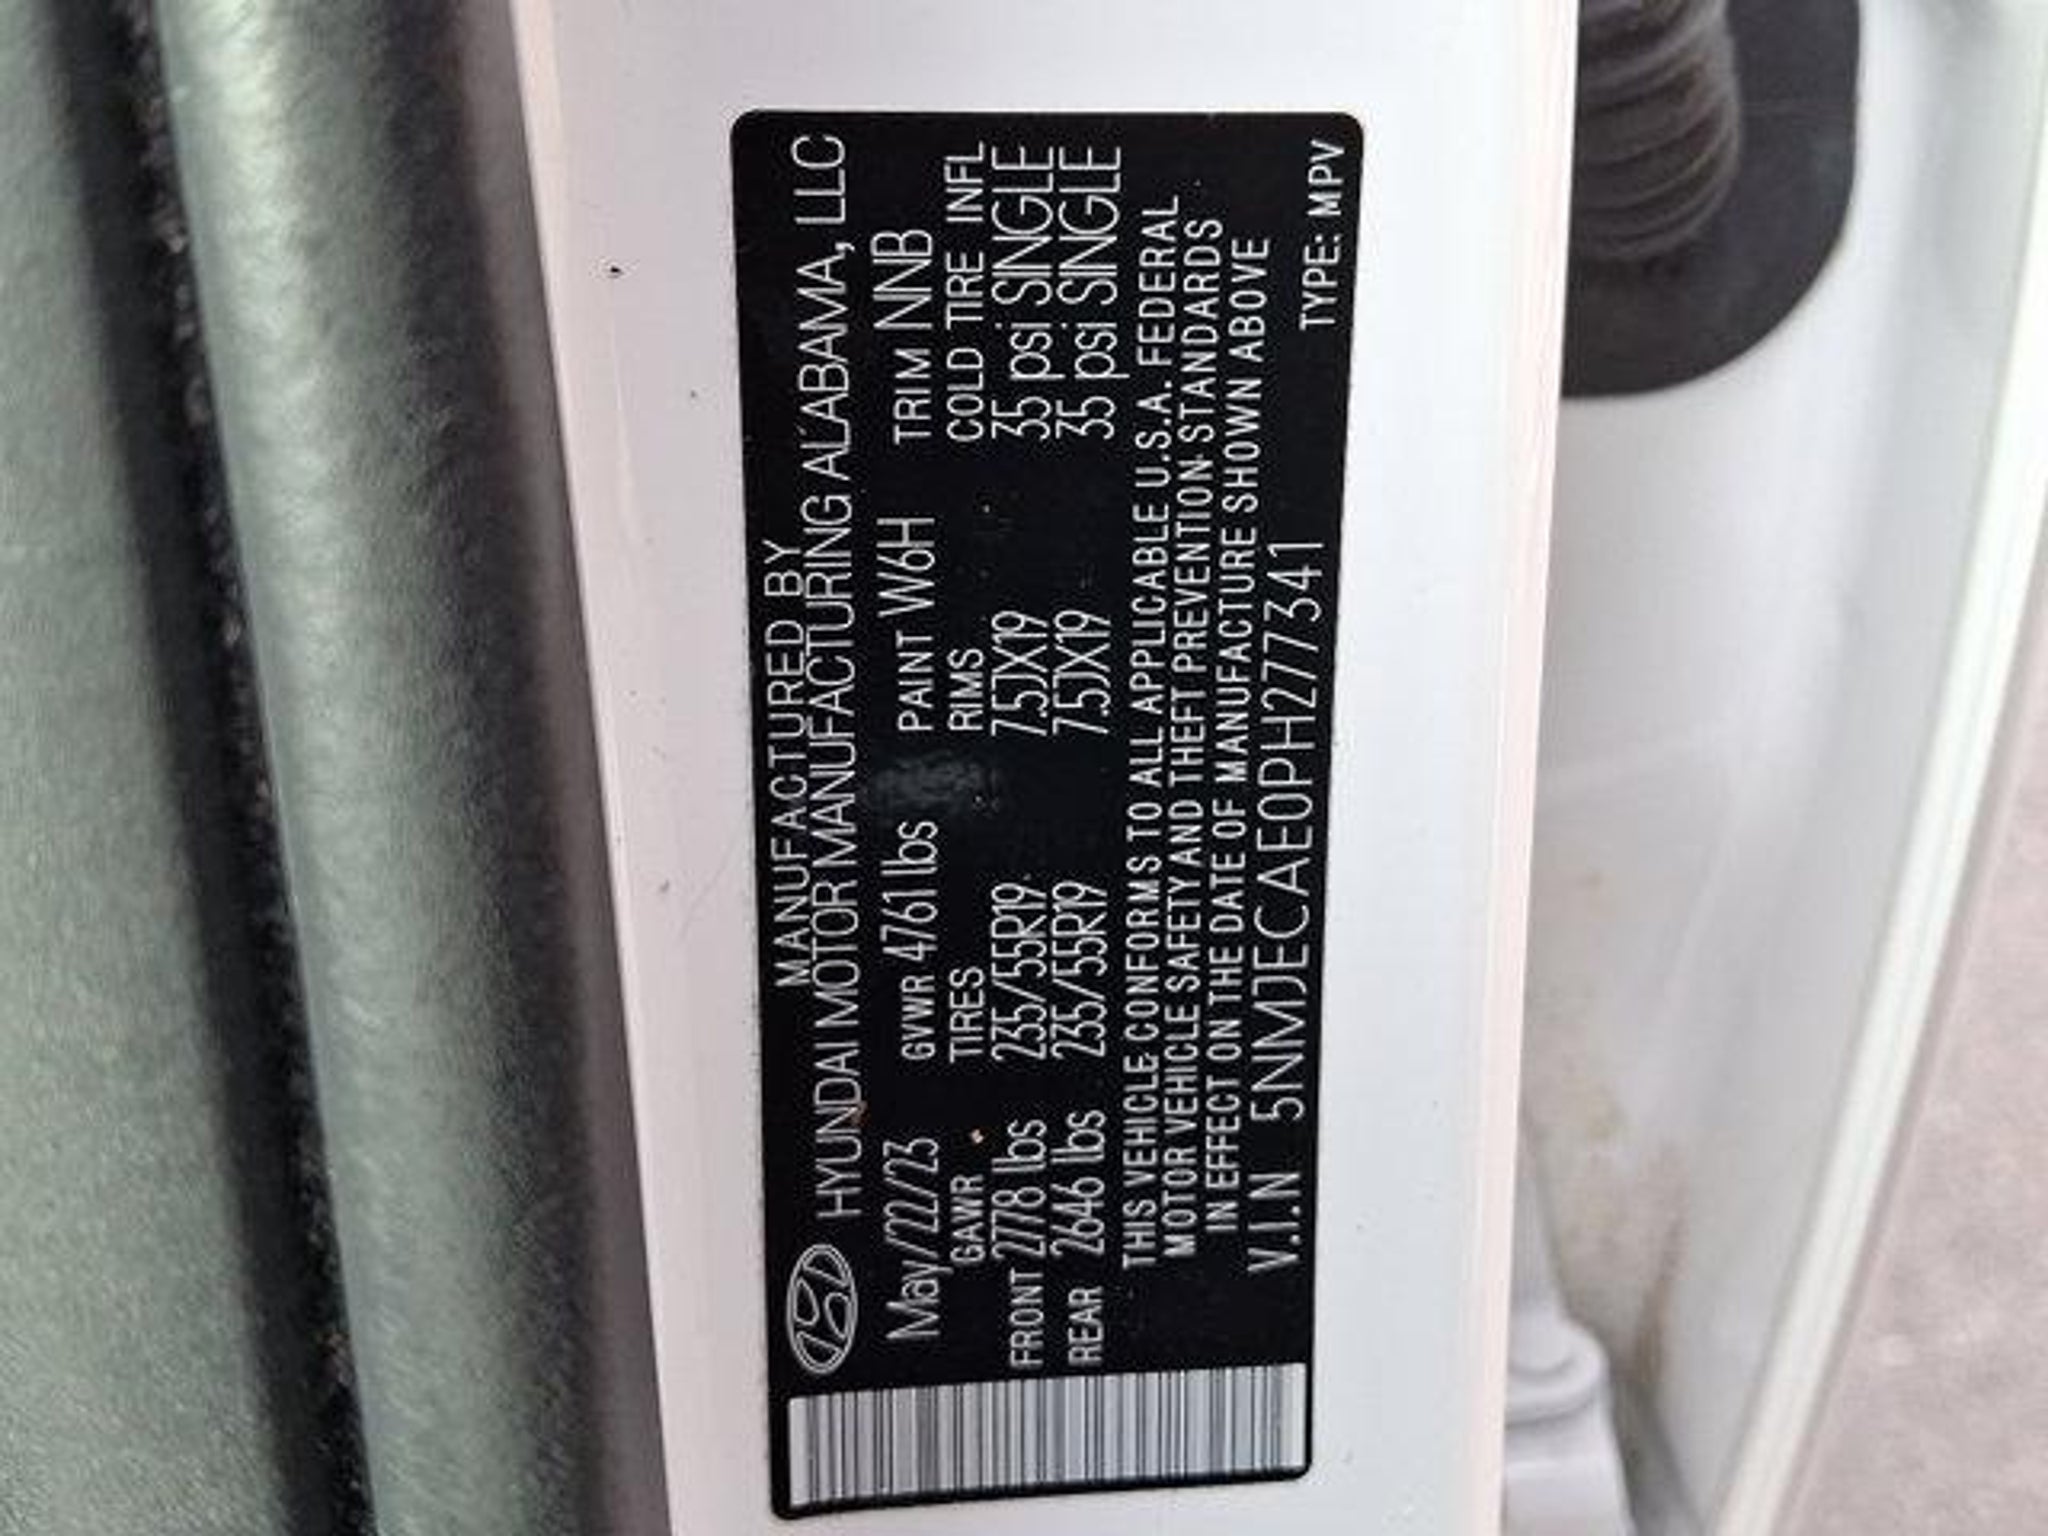 MANUFACTURED BY
HYUNDAI MOTOR MANUFACTURING ALABAMA, LLC
May/22/23 GVWR 4761 lbs PAINT W6H TRIM NNB
GAWR TIRES RIMS COLD TIRE INFL
FRONT 2778 lbs 235/55R19 7.5JX19 35 psi SINGLE
REAR 2646 lbs 235/55R19 7.5JX19 35 psi SINGLE
THIS VEHICLE CONFORMS TO ALL APPLICABLE U.S.A. FEDERAL
MOTOR VEHICLE SAFETY AND THEFT PREVENTION STANDARDS
IN EFFECT ON THE DATE OF MANUFACTURE SHOWN ABOVE
V.I.N 5NMJECAE0PH277341 TYPE: MPV